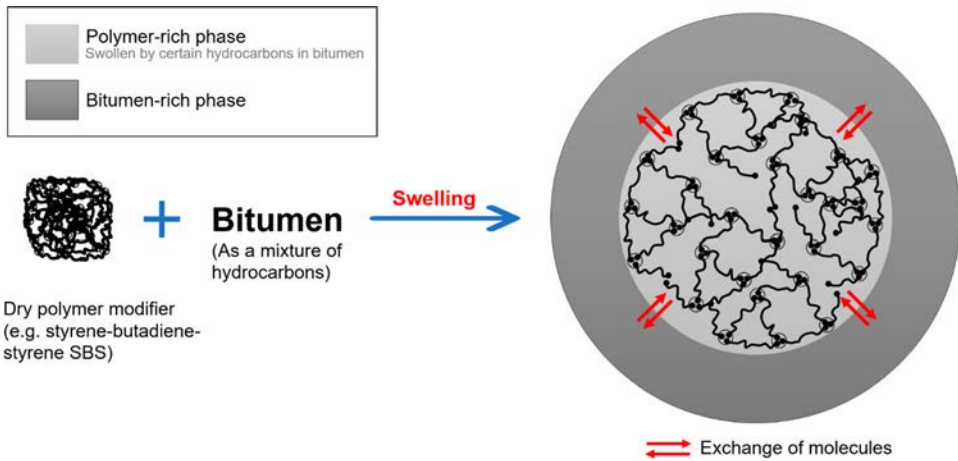 Polymer-rich phase
Swollen by certain hydrocarbons in bitumen
Bitumen-rich phase
Swelling
Bitumen
(As a mixture of
hydrocarbons)
Dry polymer modifier
(e.g. styrene-butadiene-
styrene SBS)
Exchange of molecules